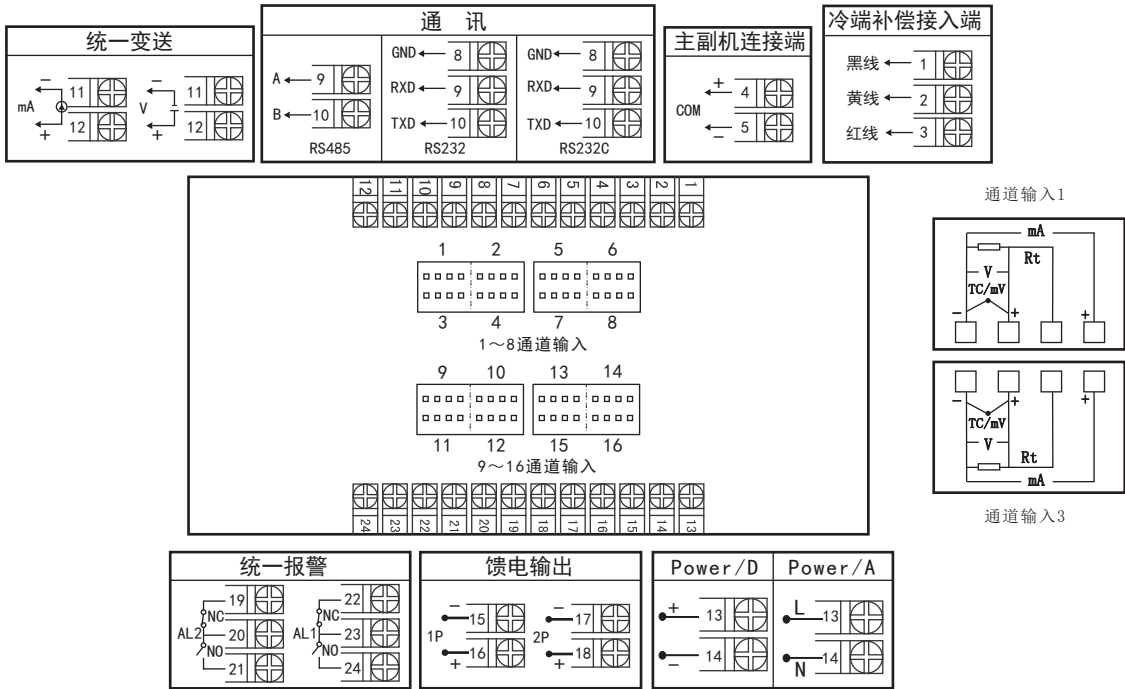 统一变送
− −
11 11
mA V
12 12
+ +
通 讯
A 9
B 10
RS485
GND 8
RXD 9
TXD 10
RS232
GND 8
RXD 9
TXD 10
RS232C
主副机连接端
+ 4
COM
− 5
冷端补偿接入端
黑线 1
黄线 2
红线 3
12 11 10 9 8 7 6 5 4 3 2 1
1 2 5 6
3 4 7 8
1～8通道输入
9 10 13 14
11 12 15 16
9～16通道输入
24 23 22 21 20 19 18 17 16 15 14 13
通道输入1
mA
Rt
V
TC/mV
− + +
− + +
TC/mV
V
Rt
mA
通道输入3
统一报警
19 22
NC NC
AL2 20 AL1 23
NO NO
21 24
馈电输出
− 15 − 17
1P 2P
16 18
+ +
Power/D
+ 13
− 14
Power/A
L 13
N 14